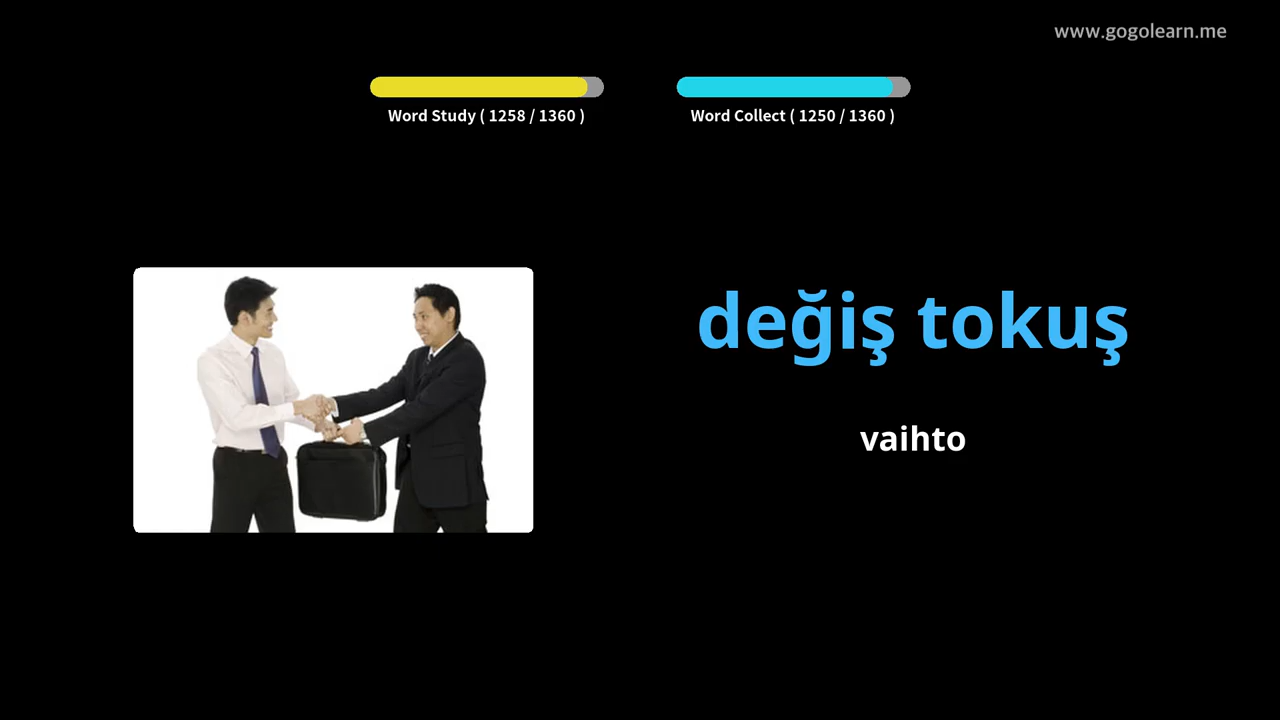 www.gogolearn.me
Word Study ( 1258 / 1360 )
Word Collect ( 1250 / 1360 )
değiş tokuş
vaihto